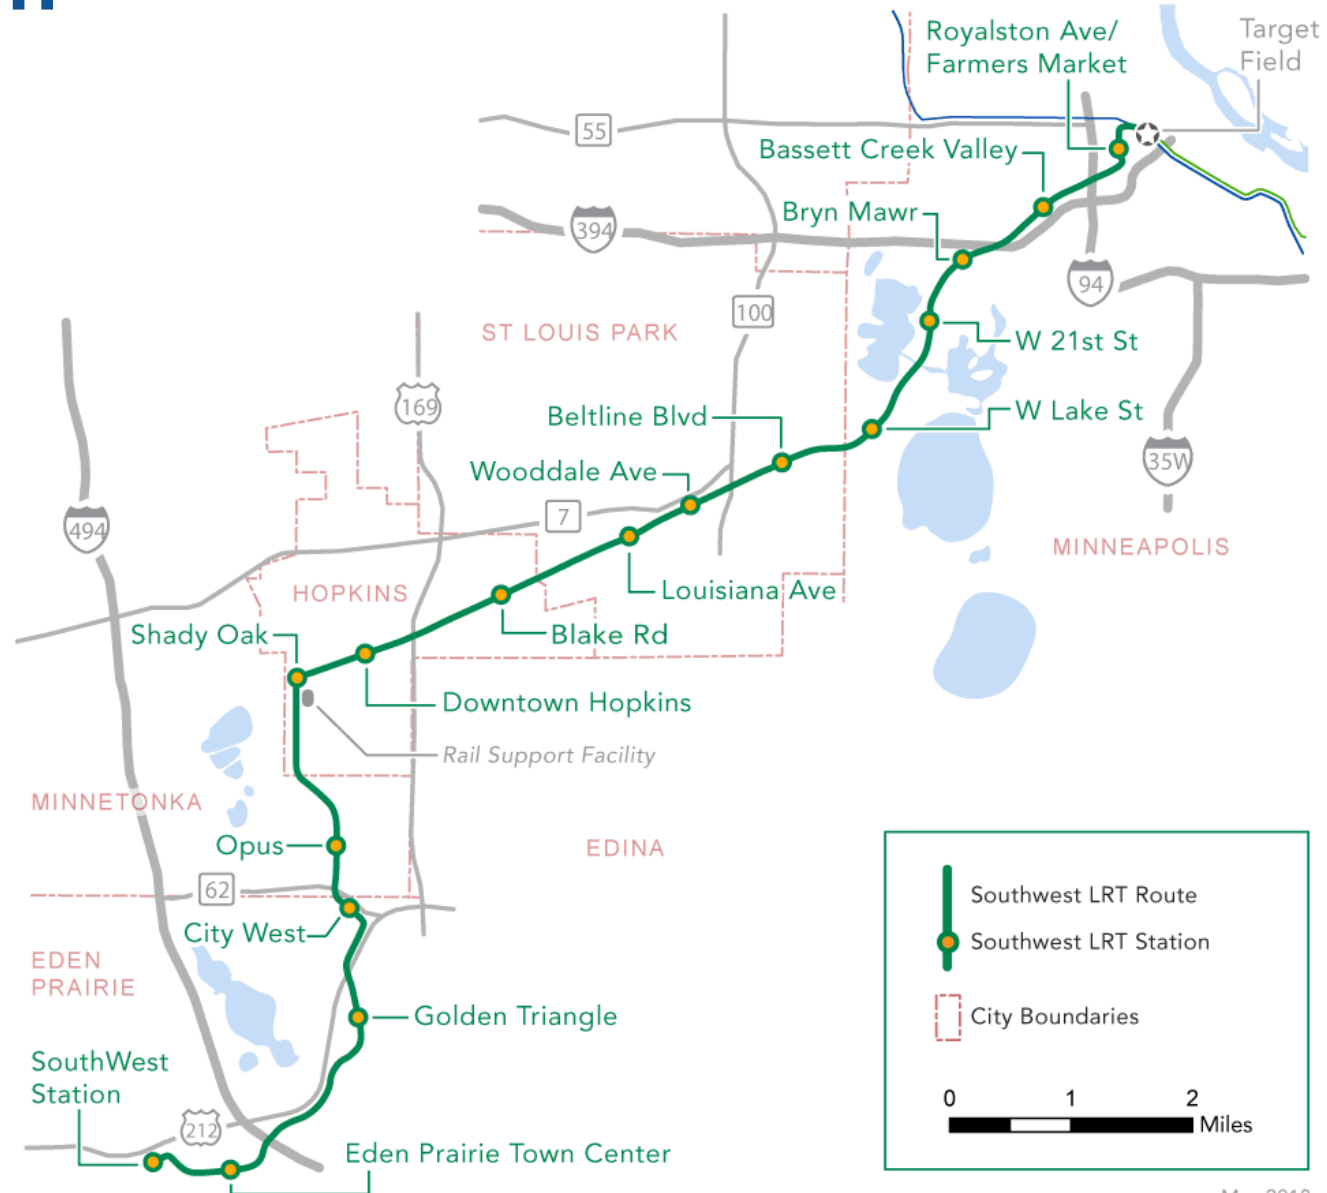 Royalston Ave/
Farmers Market
Target
Field
55
Bassett Creek Valley
Bryn Mawr
394
94
100
ST LOUIS PARK
W 21st St
169
Beltline Blvd
W Lake St
Wooddale Ave
35W
7
494
MINNEAPOLIS
HOPKINS
Louisiana Ave
Shady Oak
Blake Rd
Downtown Hopkins
Rail Support Facility
MINNETONKA
Opus
EDINA
62
City West
EDEN
PRAIRIE
Golden Triangle
SouthWest
Station
212
Eden Prairie Town Center
Southwest LRT Route
Southwest LRT Station
City Boundaries
0 1 2
Miles